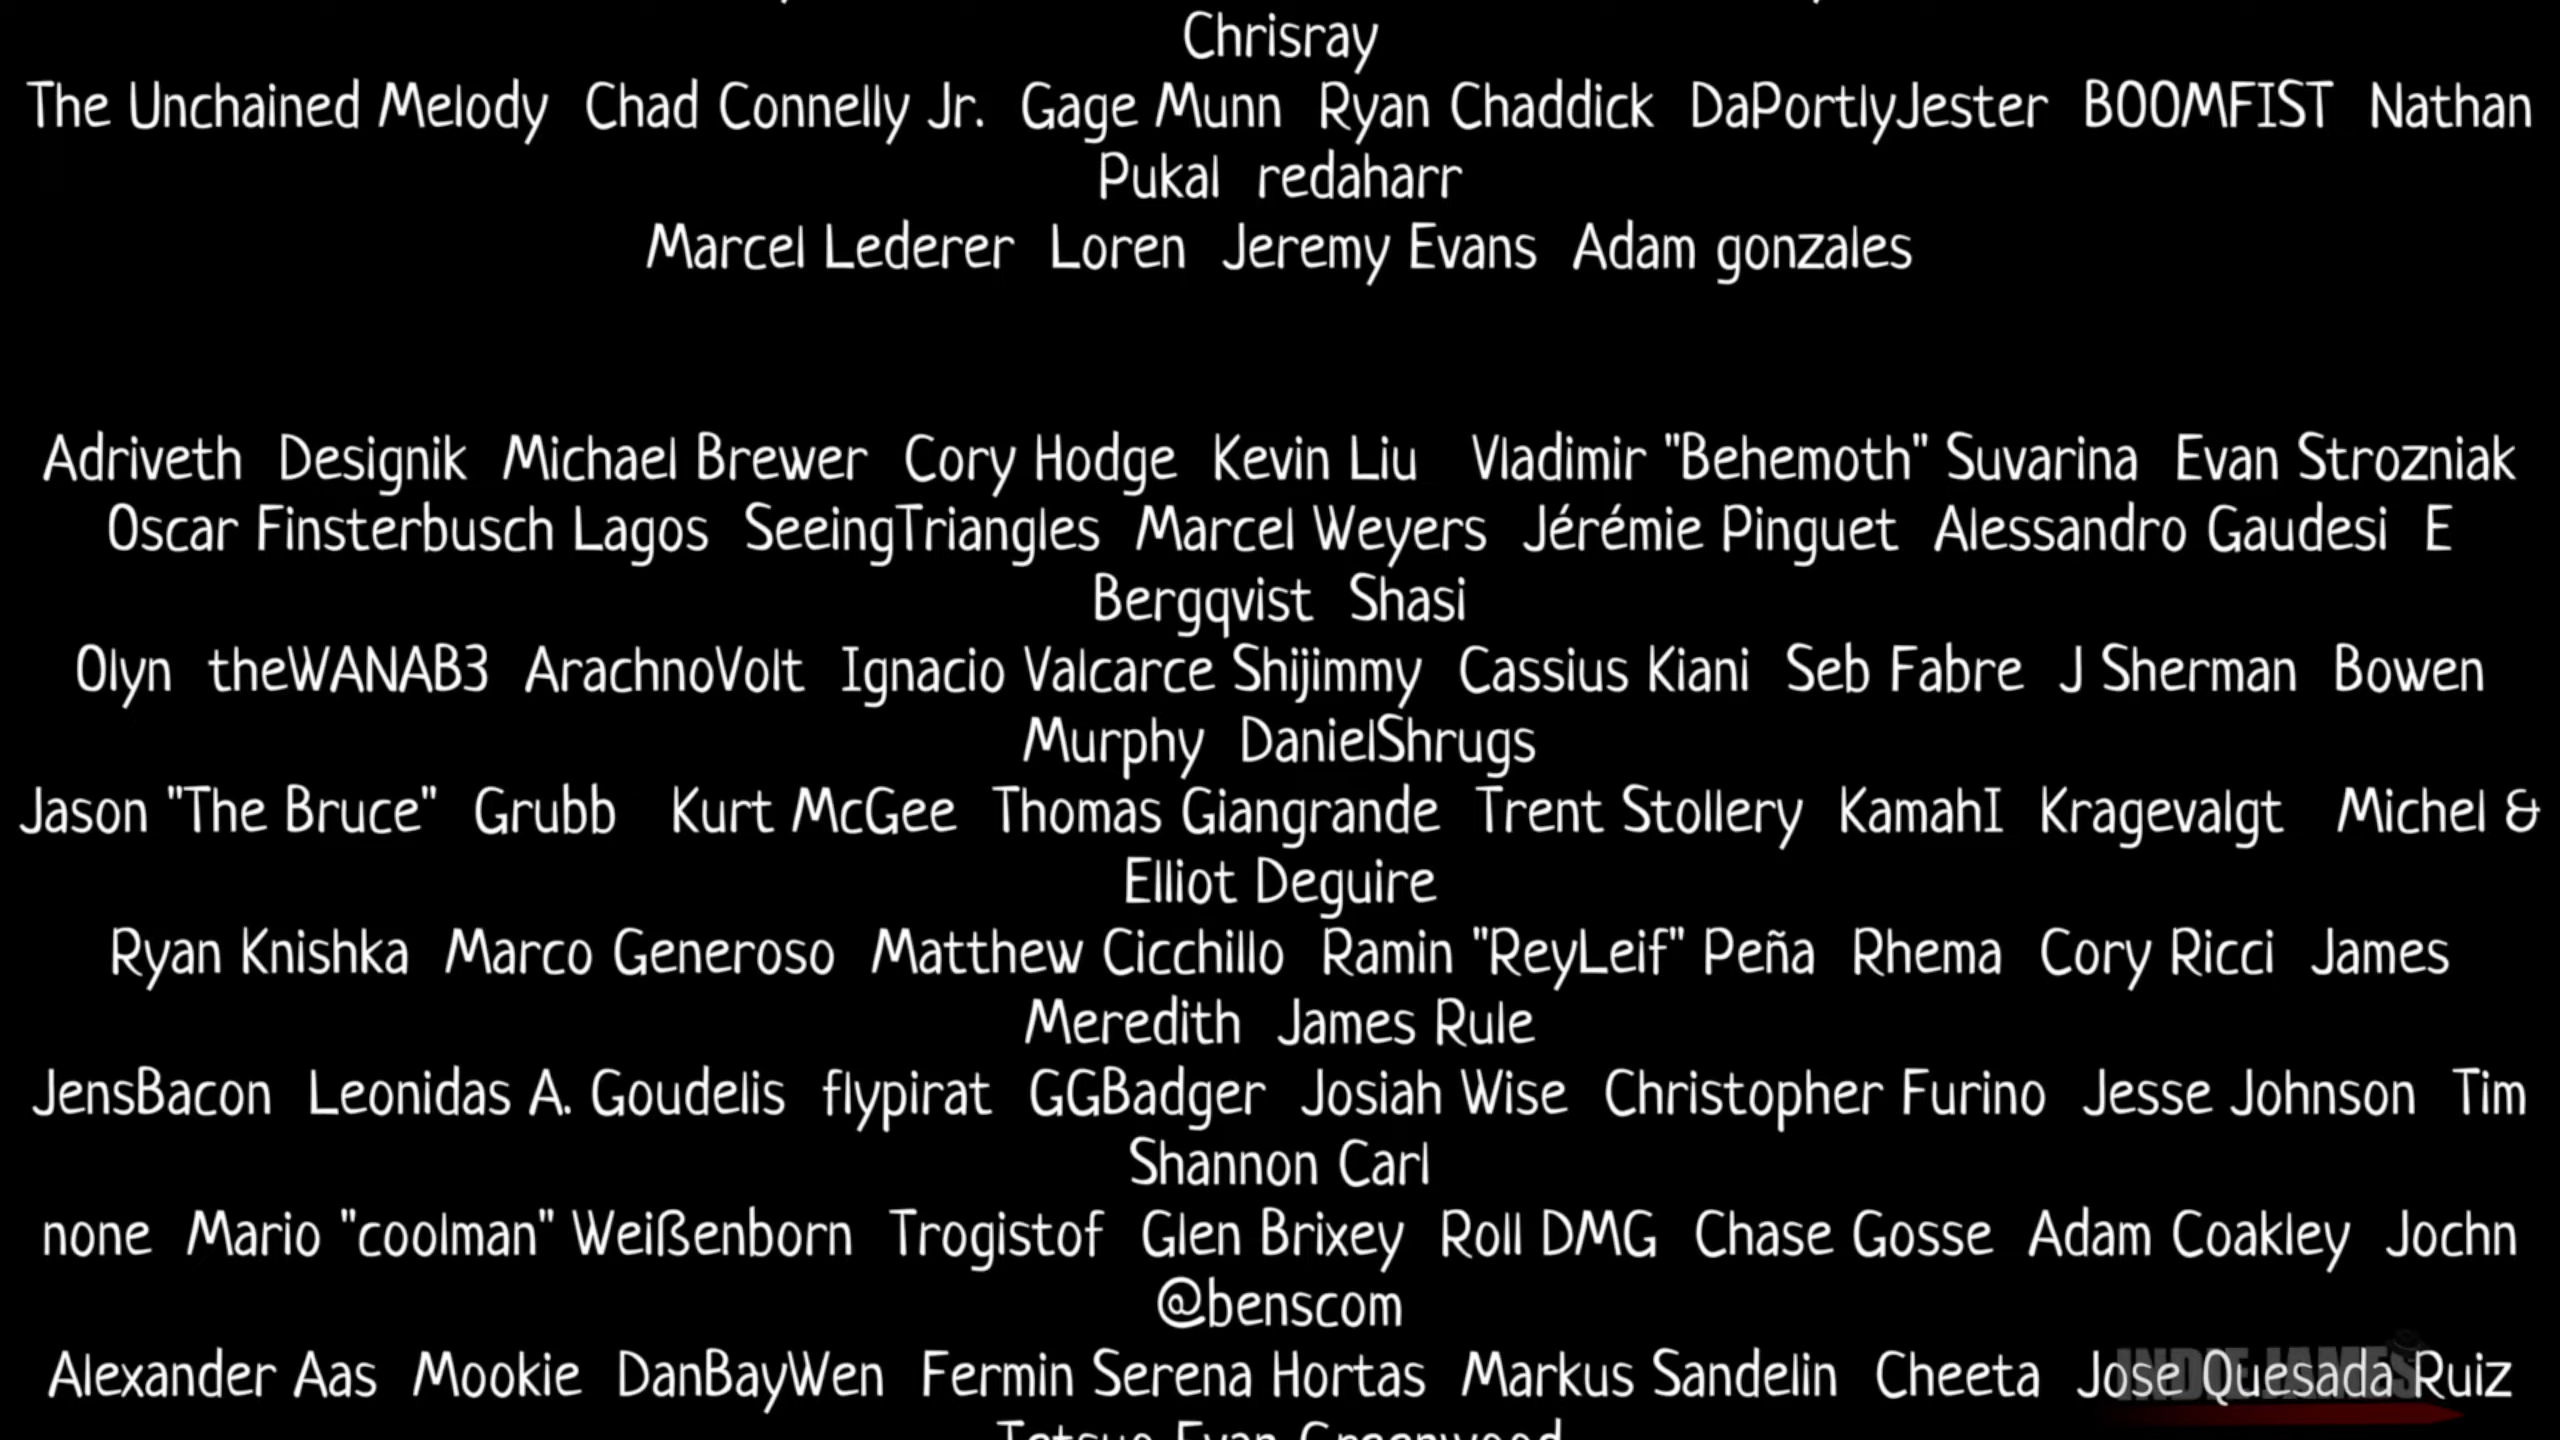 Chrisray
The Unchained Melody  Chad Connelly Jr.  Gage Munn  Ryan Chaddick  DaPortlyJester  BOOMFIST  Nathan
Pukal  redaharr
Marcel Lederer  Loren  Jeremy Evans  Adam gonzales
Adriveth  Designik  Michael Brewer  Cory Hodge  Kevin Liu   Vladimir "Behemoth" Suvarina  Evan Strozniak
Oscar Finsterbusch Lagos  SeeingTriangles  Marcel Weyers  Jérémie Pinguet  Alessandro Gaudesi  E
Bergqvist  Shasi
Olyn  theWANAB3  ArachnoVolt  Ignacio Valcarce Shijimmy  Cassius Kiani  Seb Fabre  J Sherman  Bowen
Murphy  DanielShrugs
Jason "The Bruce"  Grubb   Kurt McGee  Thomas Giangrande  Trent Stollery  KamahI  Kragevalgt   Michel &
Elliot Deguire
Ryan Knishka  Marco Generoso  Matthew Cicchillo  Ramin "ReyLeif" Peña  Rhema  Cory Ricci  James
Meredith  James Rule
JensBacon  Leonidas A. Goudelis  flypirat  GGBadger  Josiah Wise  Christopher Furino  Jesse Johnson  Tim
Shannon Carl
none  Mario "coolman" Weißenborn  Trogistof  Glen Brixey  Roll DMG  Chase Gosse  Adam Coakley  Jochn
@benscom
Alexander Aas  Mookie  DanBayWen  Fermin Serena Hortas  Markus Sandelin  Cheeta  Jose Quesada Ruiz
INDIE JAMES
Tetsuo Evan Greenwood